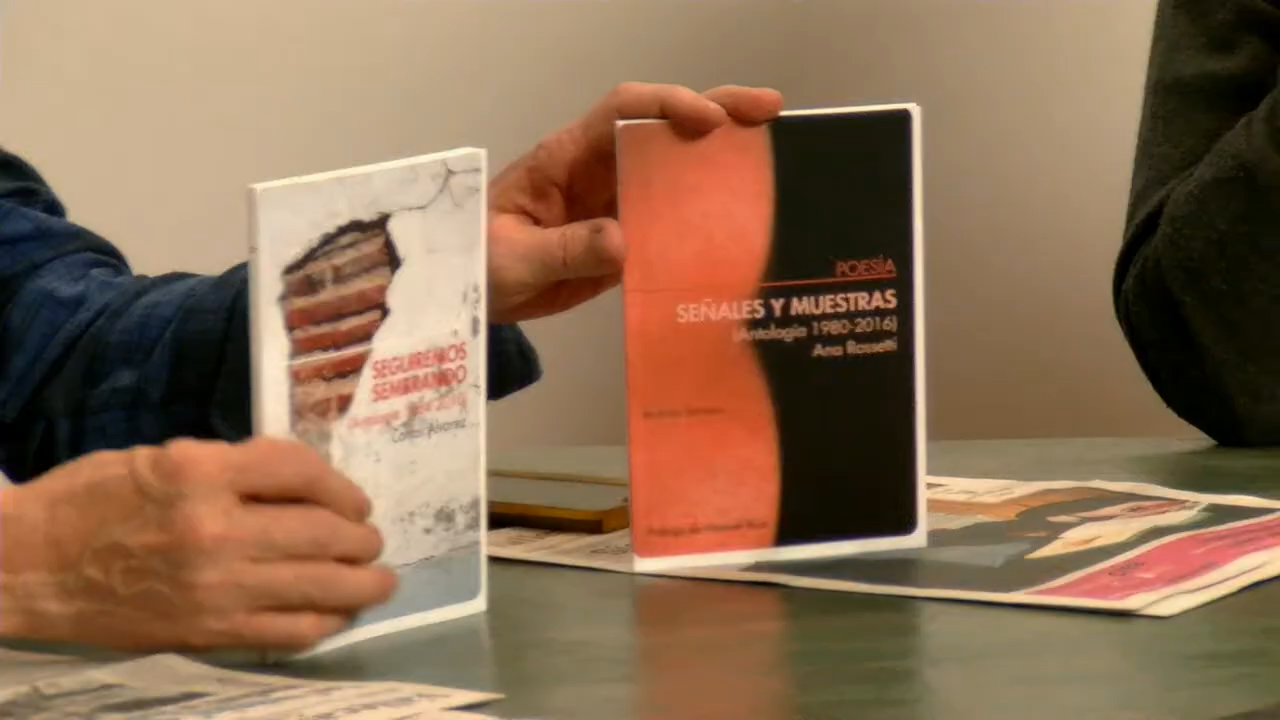 SEGUIREMOS
SEMBRANDO
Carlos Álvarez
POESÍA
SEÑALES Y MUESTRAS
(Antología 1980-2016)
Ana Rossetti